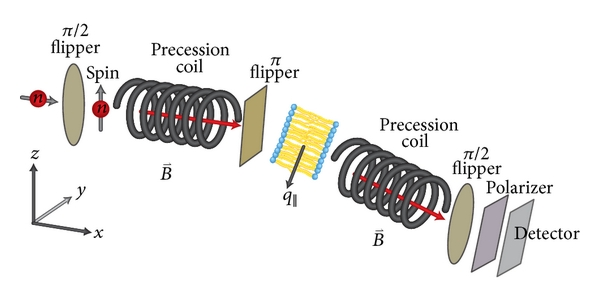 π/2
flipper
Spin
n
n
Precession
coil
B⃗
π
flipper
q∥
Precession
coil
B⃗
π/2
flipper
Polarizer
Detector
z
y
x